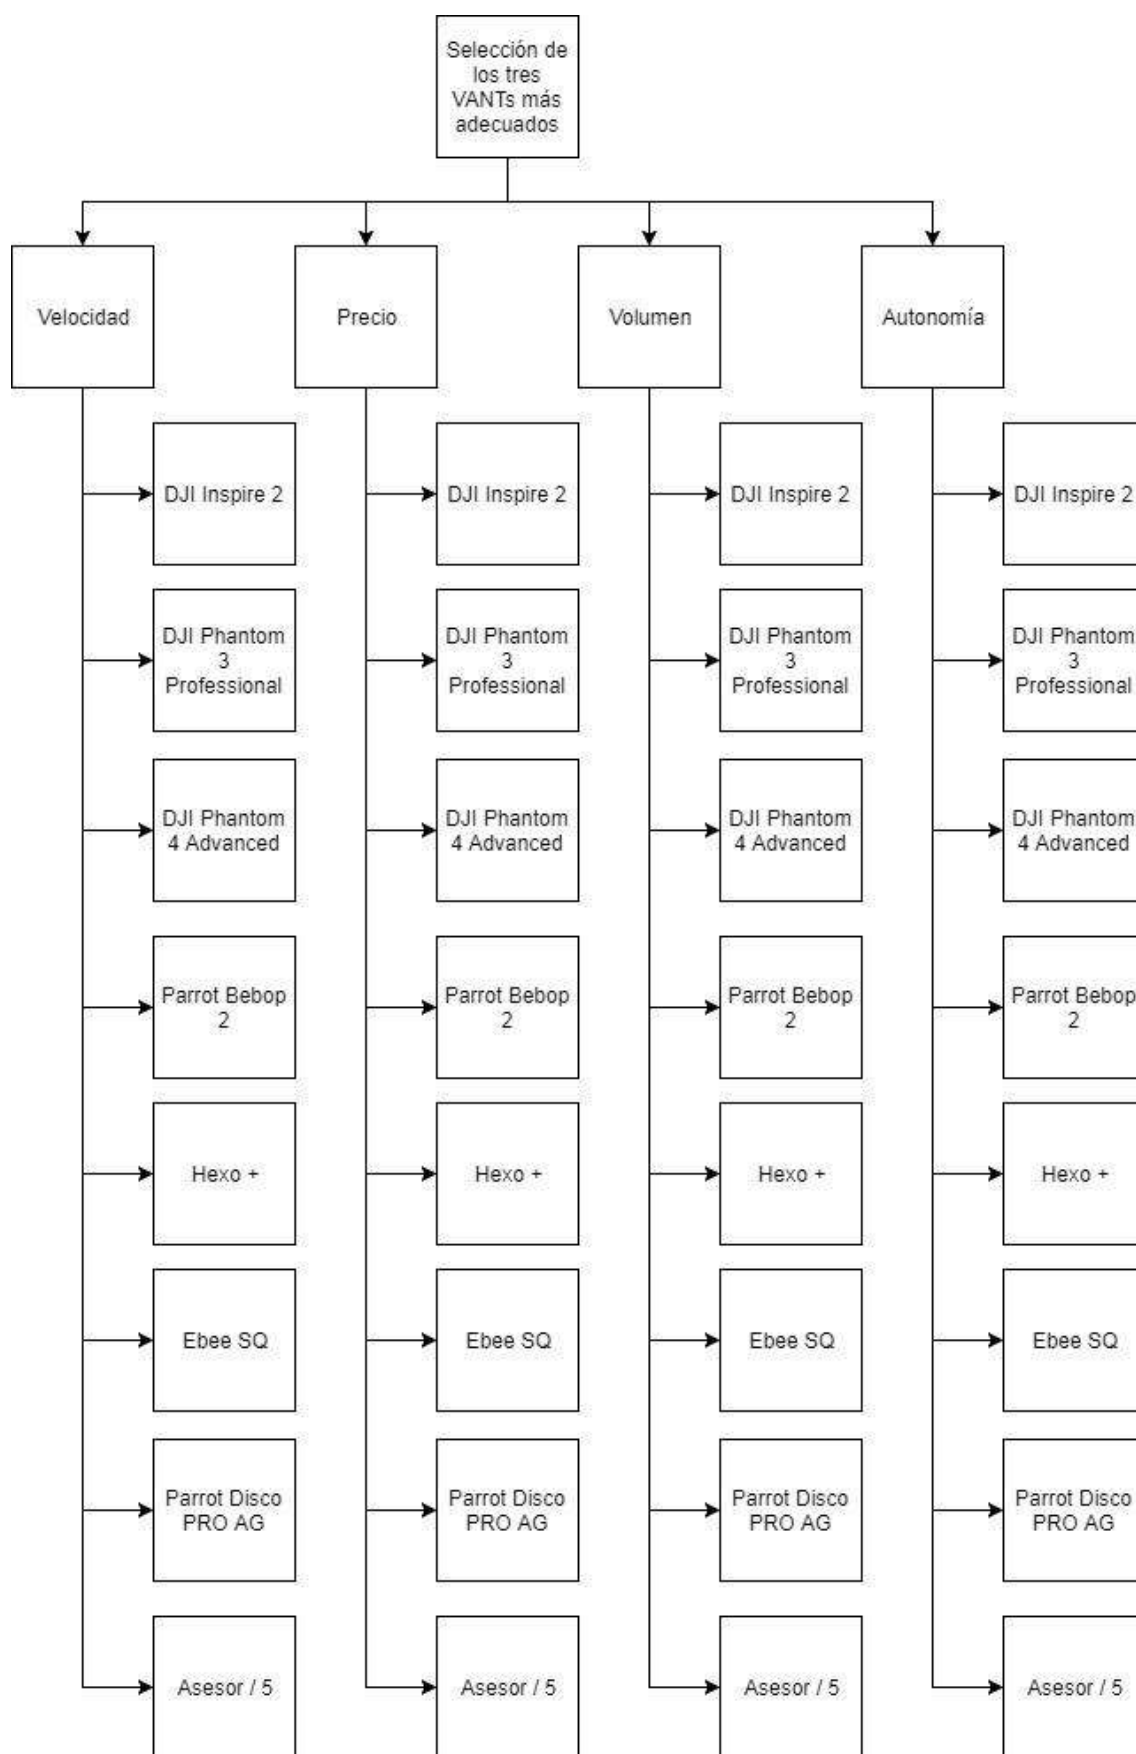 Selección de
los tres
VANTs más
adecuados
Velocidad
Precio
Volumen
Autonomía
DJI Inspire 2
DJI Inspire 2
DJI Inspire 2
DJI Inspire 2
DJI Phantom
3
Professional
DJI Phantom
3
Professional
DJI Phantom
3
Professional
DJI Phantom
3
Professional
DJI Phantom
4 Advanced
DJI Phantom
4 Advanced
DJI Phantom
4 Advanced
DJI Phantom
4 Advanced
Parrot Bebop
2
Parrot Bebop
2
Parrot Bebop
2
Parrot Bebop
2
Hexo +
Hexo +
Hexo +
Hexo +
Ebee SQ
Ebee SQ
Ebee SQ
Ebee SQ
Parrot Disco
PRO AG
Parrot Disco
PRO AG
Parrot Disco
PRO AG
Parrot Disco
PRO AG
Asesor / 5
Asesor / 5
Asesor / 5
Asesor / 5